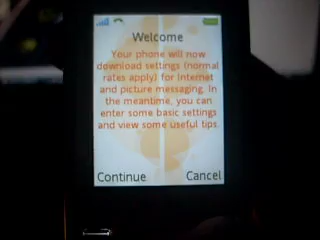 Welcome
Your phone will now
download settings (normal
rates apply) for Internet
and picture messaging. In
the meantime, you can
enter some basic settings
and view some useful tips.
Continue
Cancel